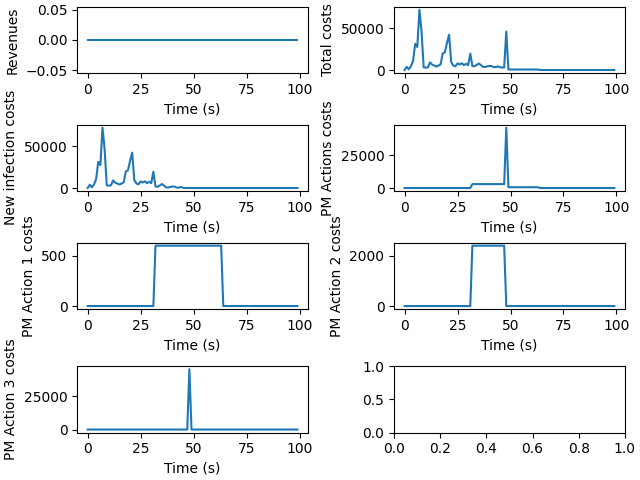 Revenues
0.05
0.00
−0.05
0 25 50 75 100
Time (s)
Total costs
50000
0
0 25 50 75 100
Time (s)
New infection costs
50000
0
0 25 50 75 100
Time (s)
PM Actions costs
25000
0
0 25 50 75 100
Time (s)
PM Action 1 costs
500
0
0 25 50 75 100
Time (s)
PM Action 2 costs
2000
0
0 25 50 75 100
Time (s)
PM Action 3 costs
25000
0
0 25 50 75 100
Time (s)
1.0
0.5
0.0
0.0 0.2 0.4 0.6 0.8 1.0